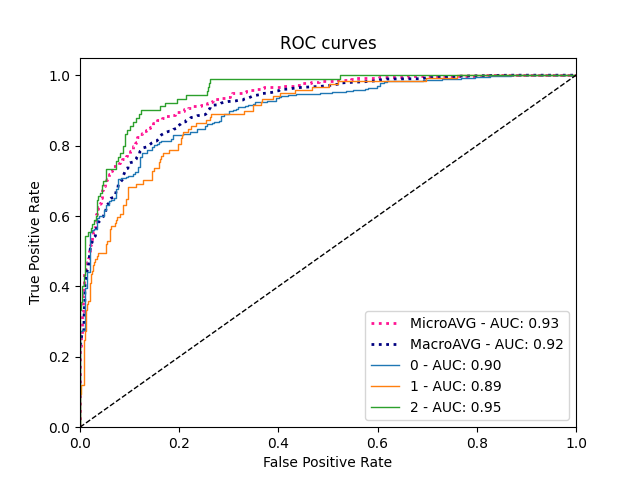 ROC curves
True Positive Rate
1.0
0.8
0.6
0.4
0.2
0.0
0.0 0.2 0.4 0.6 0.8 1.0
False Positive Rate
MicroAVG - AUC: 0.93
MacroAVG - AUC: 0.92
0 - AUC: 0.90
1 - AUC: 0.89
2 - AUC: 0.95